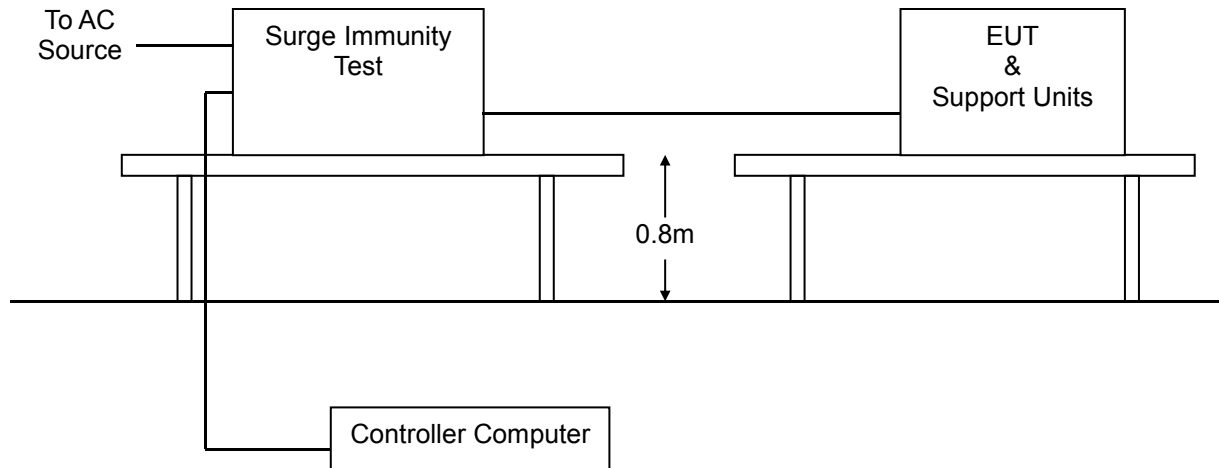 To AC
Source
Surge Immunity
Test
EUT
&
Support Units
0.8m
Controller Computer